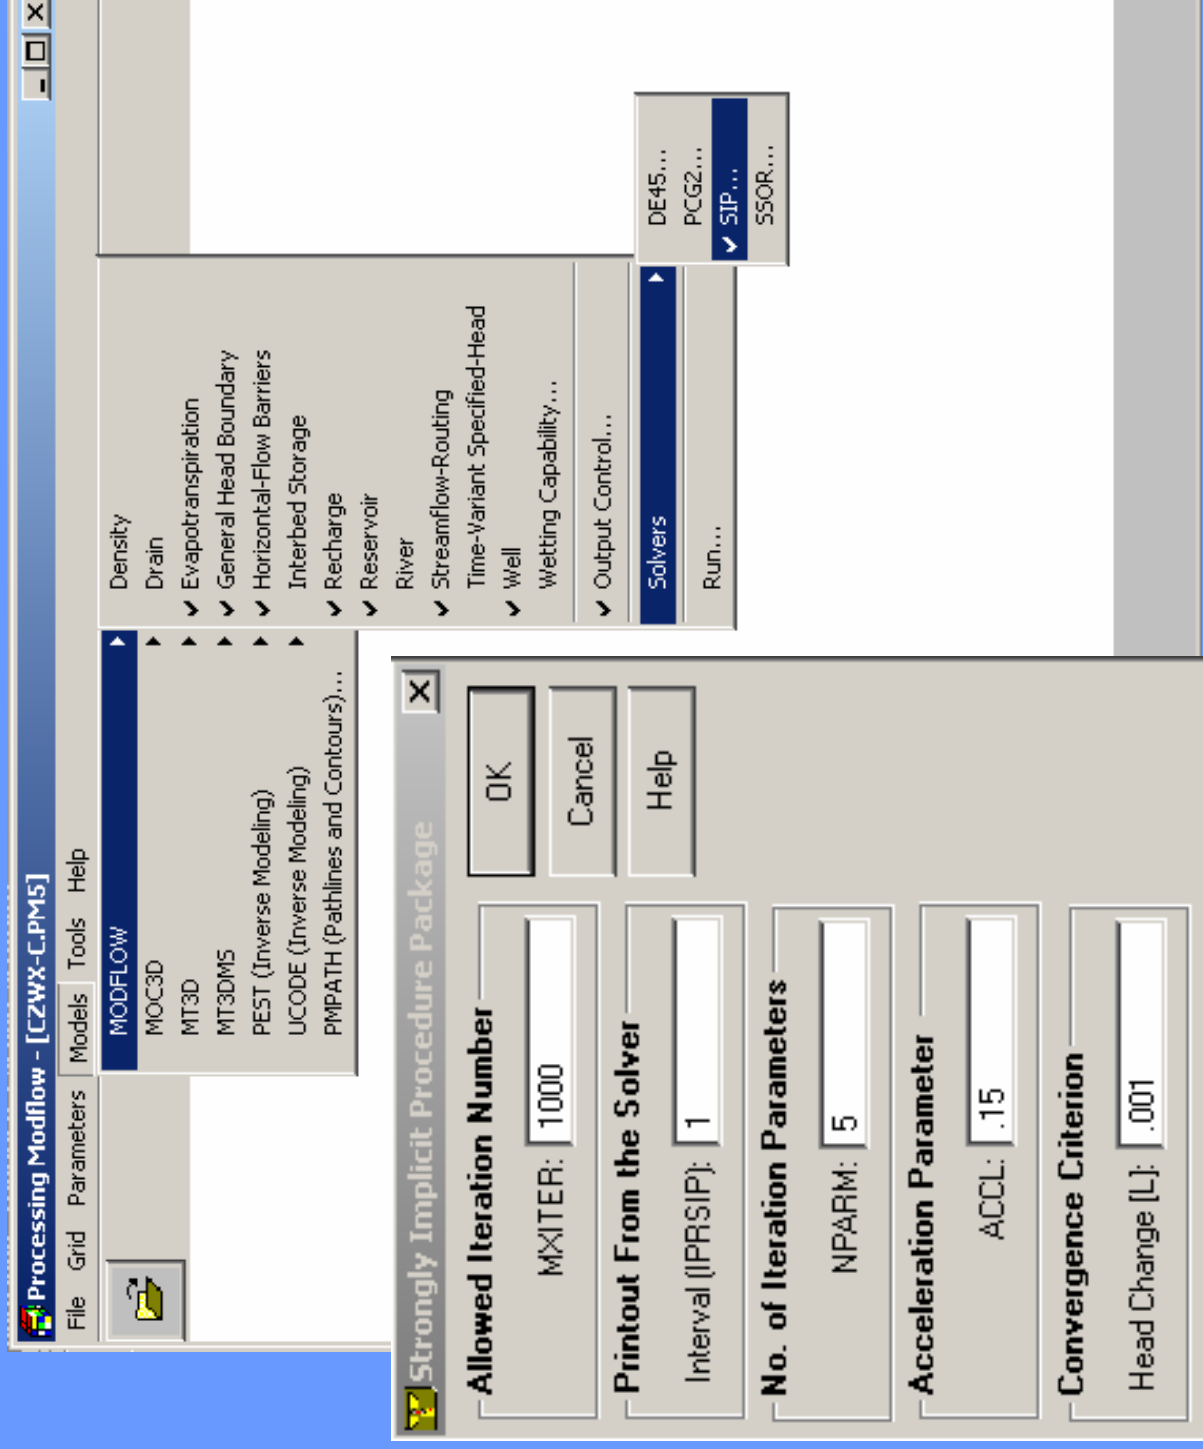 Processing Modflow - [CZWX-C.PM5]
File Grid Parameters Models Tools Help
MODFLOW
MOC3D
MT3D
MT3DMS
PEST (Inverse Modeling)
UCODE (Inverse Modeling)
PMPATH (Pathlines and Contours)...
Density
Drain
Evapotranspiration
General Head Boundary
Horizontal-Flow Barriers
Interbed Storage
Recharge
Reservoir
River
Streamflow-Routing
Time-Variant Specified-Head
Well
Wetting Capability...
Output Control...
Solvers
Run...
DE45...
PCG2...
SIP...
SSOR...
Strongly Implicit Procedure Package
Allowed Iteration Number
MXITER: 1000
Printout From the Solver
Interval (IPRSIP): 1
No. of Iteration Parameters
NPARM: 5
Acceleration Parameter
ACCL: .15
Convergence Criterion
Head Change [L]: .001
OK
Cancel
Help